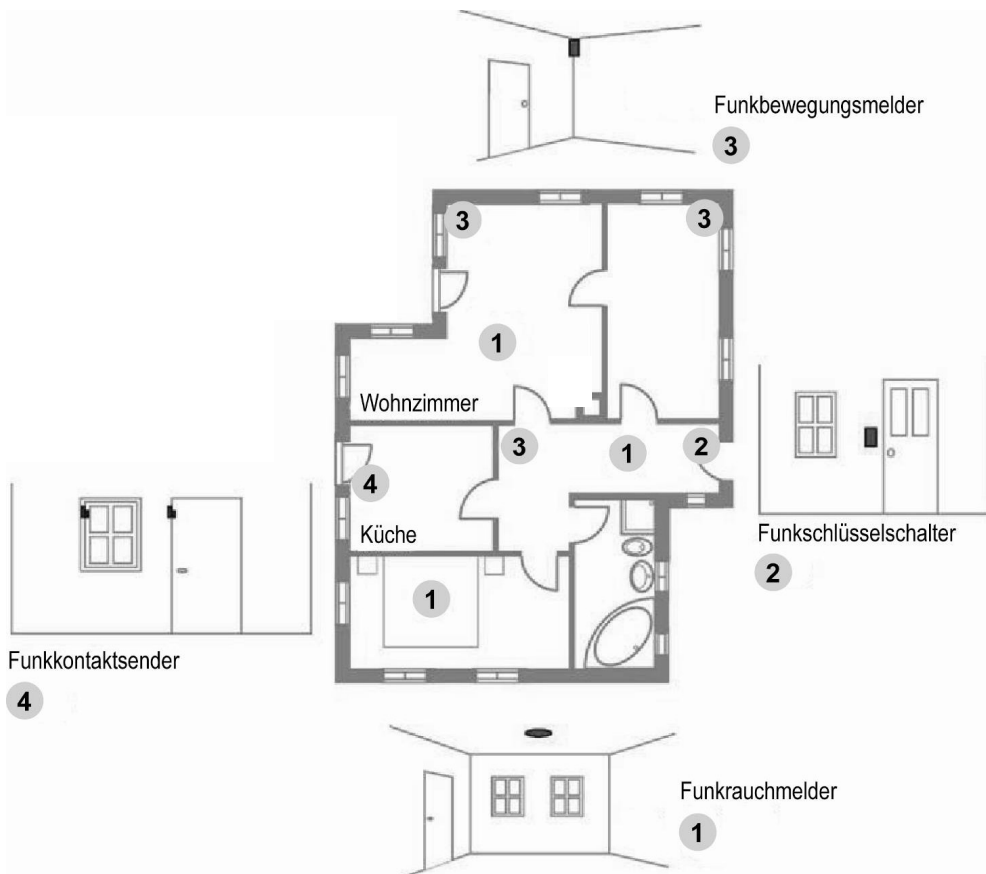 Funkbewegungsmelder
3
3
3
1
Wohnzimmer
3
1
2
4
Küche
Funkschlüsselschalter
2
1
Funkkontaktsender
4
Funkrauchmelder
1